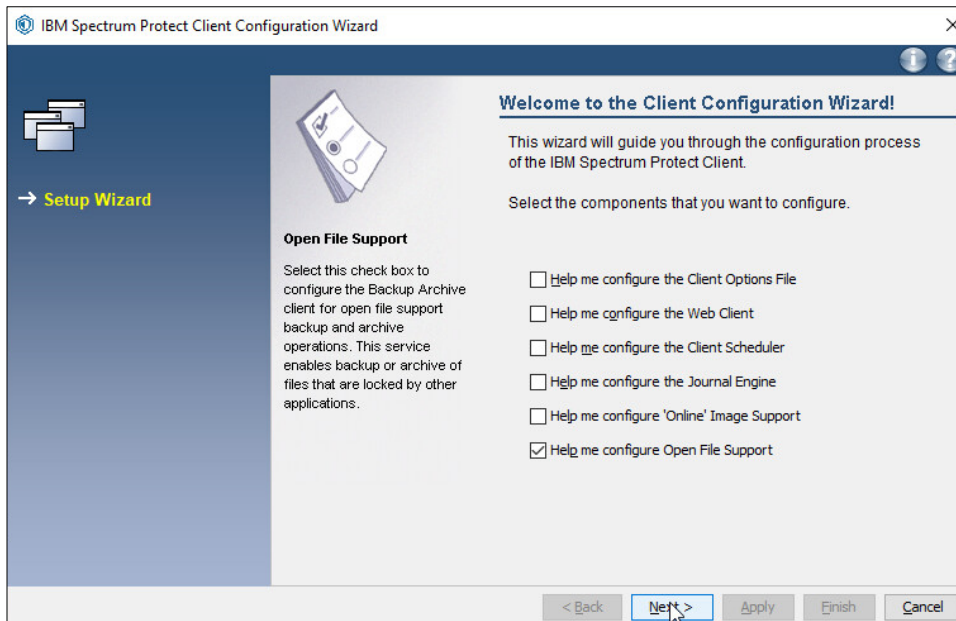 IBM Spectrum Protect Client Configuration Wizard
Setup Wizard
Open File Support
Select this check box to
configure the Backup Archive
client for open file support
backup and archive
operations. This service
enables backup or archive of
files that are locked by other
applications.
Welcome to the Client Configuration Wizard!
This wizard will guide you through the configuration process
of the IBM Spectrum Protect Client.
Select the components that you want to configure.
Help me configure the Client Options File
Help me configure the Web Client
Help me configure the Client Scheduler
Help me configure the Journal Engine
Help me configure 'Online' Image Support
Help me configure Open File Support
< Back
Next >
Apply
Finish
Cancel